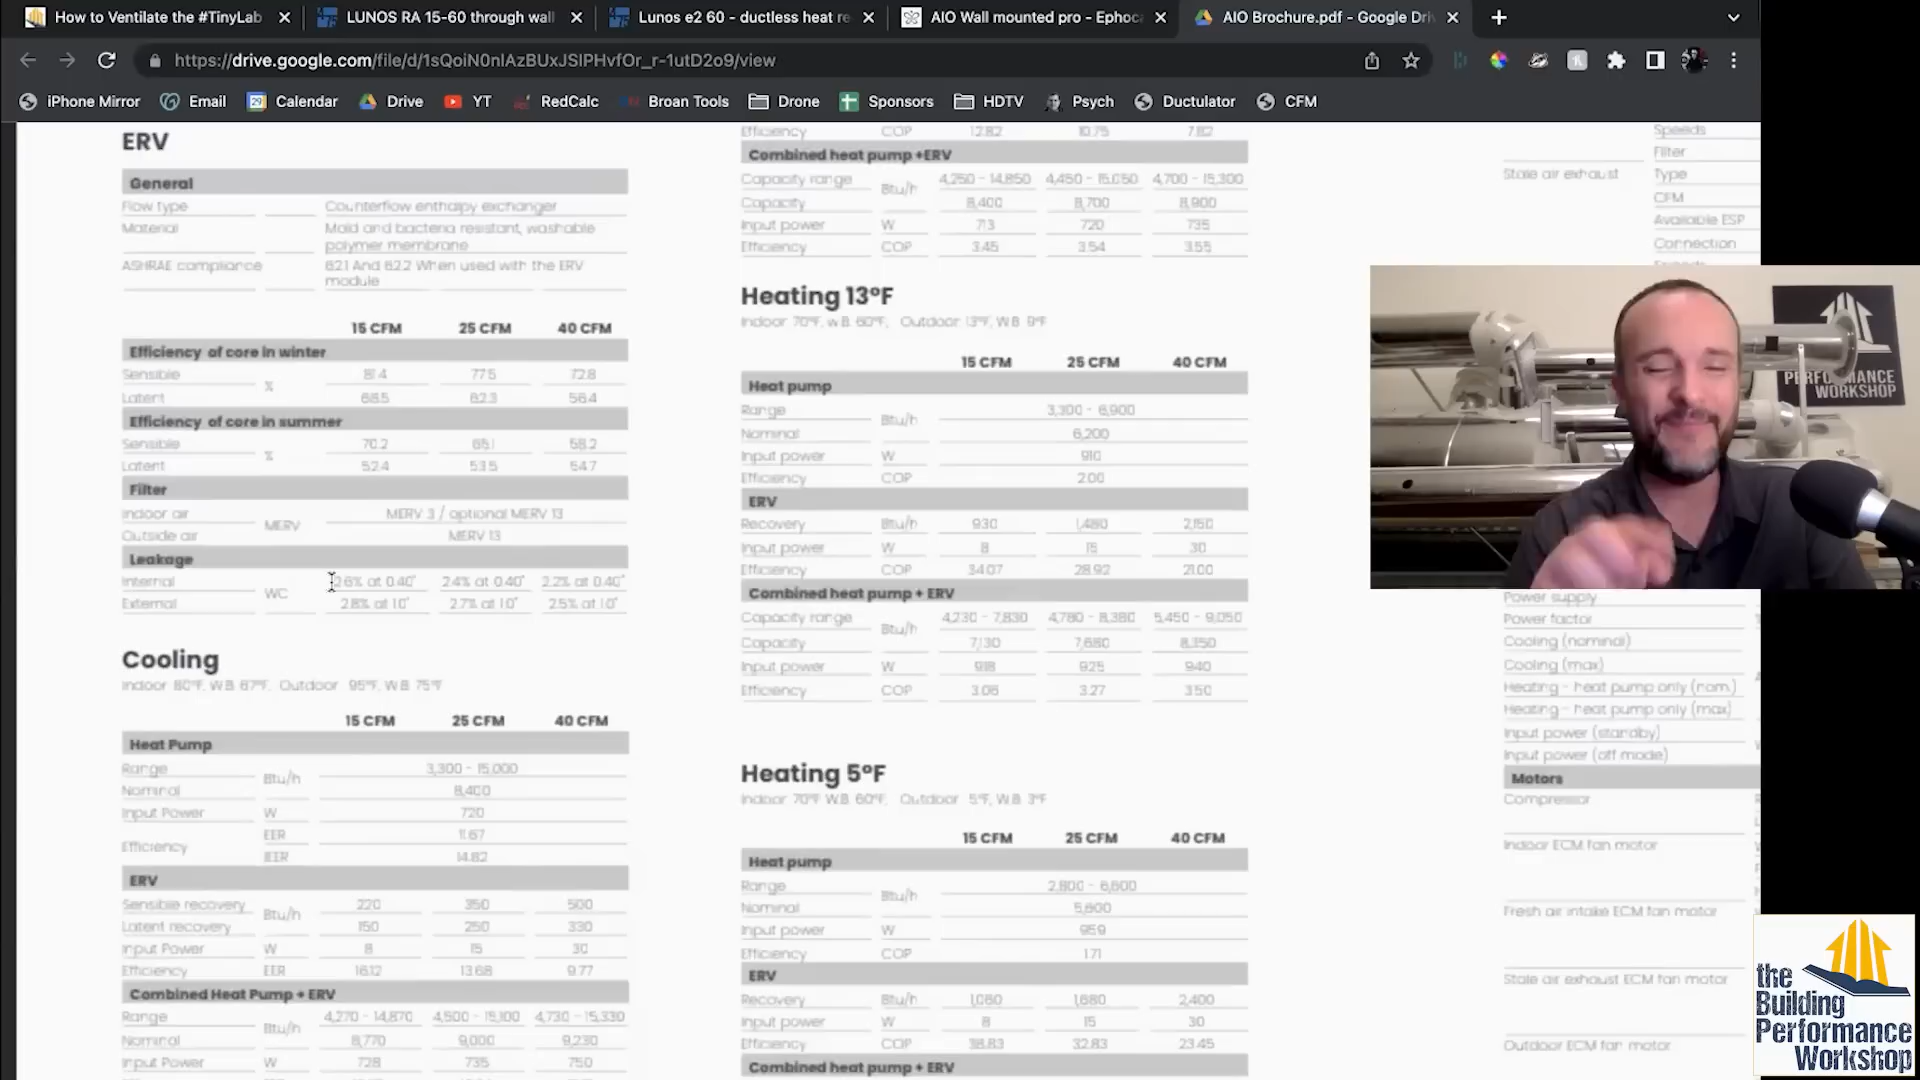 How to Ventilate the #TinyLab
LUNOS RA 15-60 through wall
Lunos e2 60 - ductless heat re
AIO Wall mounted pro - Ephoca
AIO Brochure.pdf - Google Dri
https://drive.google.com/file/d/1sQoiN0nlAzBUxJSlPHvfOr_r-1utD2o9/view
iPhone Mirror
Email
Calendar
Drive
YT
RedCalc
Broan Tools
Drone
Sponsors
HDTV
Psych
Ductulator
CFM
ERV
General
Flow type Counterflow enthalpy exchanger
Material Mold and bacteria resistant, washable
polymer membrane
ASHRAE compliance 62.1 And 62.2 When used with the ERV
module
15 CFM 25 CFM 40 CFM
Efficiency of core in winter
Sensible % 81.4 77.5 72.8
Latent 68.5 62.3 56.4
Efficiency of core in summer
Sensible % 70.2 65.1 58.2
Latent 52.4 53.5 54.7
Filter
Indoor air MERV MERV 3 / optional MERV 13
Outside air MERV 13
Leakage
Internal WC 2.6% at 0.40" 2.4% at 0.40" 2.2% at 0.40"
External 2.8% at 1.0" 2.7% at 1.0" 2.5% at 1.0"
Cooling
Indoor 80°F, W.B. 67°F, Outdoor 95°F, W.B. 75°F
15 CFM 25 CFM 40 CFM
Heat Pump
Range Btu/h 3,300 - 15,000
Nominal 8,400
Input Power W 720
Efficiency EER 11.67
14.82
ERV
Sensible recovery Btu/h 220 350 500
Latent recovery 150 250 330
Input Power W 8 15 30
Efficiency EER 16.12 13.68 9.77
Combined Heat Pump + ERV
Range Btu/h 4,270 - 14,870 4,500 - 15,100 4,730 - 15,330
Nominal 8,770 9,000 9,230
Input Power W 728 735 750
Efficiency COP 12.82 10.75 7.82
Combined heat pump +ERV
Capacity range Btu/h 4,250 - 14,850 4,450 - 15,050 4,700 - 15,300
Capacity 8,400 8,700 8,900
Input power W 713 720 735
Efficiency COP 3.45 3.54 3.55
Heating 13°F
Indoor 70°F, W.B. 60°F, Outdoor 13°F, W.B. 9°F
15 CFM 25 CFM 40 CFM
Heat pump
Range Btu/h 3,300 - 6,900
Nominal 6,200
Input power W 910
Efficiency COP 2.00
ERV
Recovery Btu/h 930 1,480 2,150
Input power W 8 15 30
Efficiency COP 34.07 28.92 21.00
Combined heat pump + ERV
Capacity range Btu/h 4,230 - 7,830 4,780 - 8,380 5,450 - 9,050
Capacity 7,130 7,680 8,350
Input power W 918 925 940
Efficiency COP 3.06 3.27 3.50
Heating 5°F
Indoor 70°F W.B. 60°F, Outdoor 5°F, W.B. 3°F
15 CFM 25 CFM 40 CFM
Heat pump
Range Btu/h 2,800 - 6,600
Nominal 5,600
Input power W 959
Efficiency COP 1.71
ERV
Recovery Btu/h 1,060 1,680 2,400
Input power W 8 15 30
Efficiency COP 38.83 32.83 23.45
Combined heat pump + ERV
Speeds
Filter
Stale air exhaust Type
CFM
Available ESP
Connection
Power supply
Power factor
Cooling (nominal)
Cooling (max)
Heating - heat pump only (nom.)
Heating - heat pump only (max)
Input power (standby)
Input power (off mode)
Motors
Compressor
Indoor ECM fan motor
Fresh air intake ECM fan motor
Stale air exhaust ECM fan motor
Outdoor ECM fan motor
PERFORMANCE
WORKSHOP
the
Building
Performance
Workshop